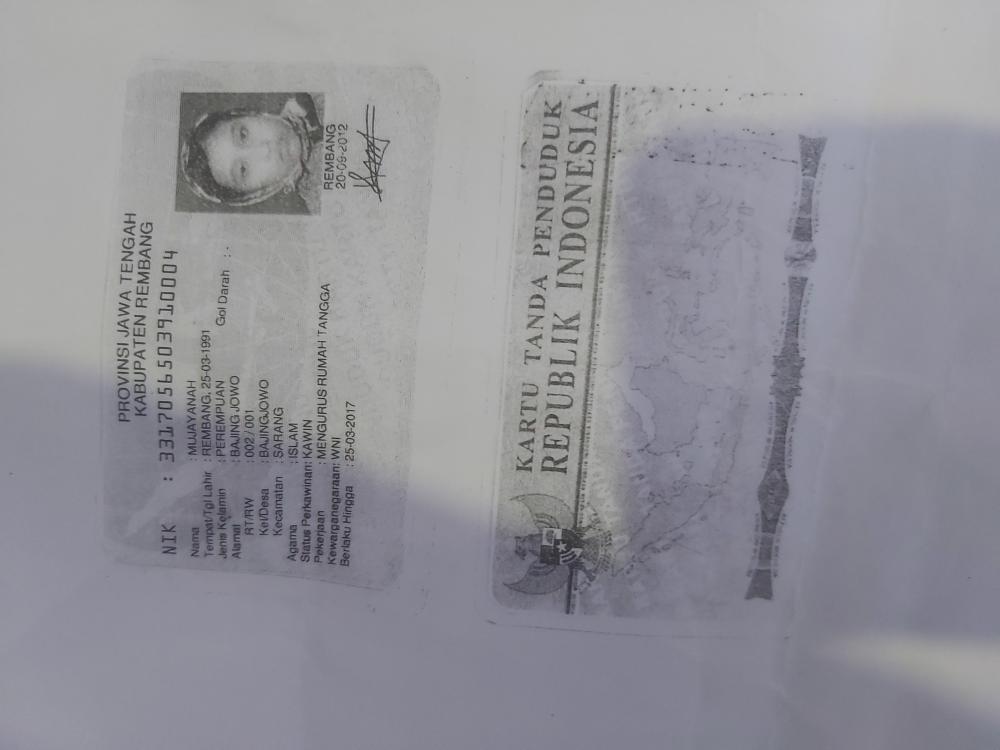 PROVINSI JAWA TENGAH
KABUPATEN REMBANG
NIK : 3317056503910004
Nama : MUJAYANAH
Tempat/Tgl Lahir : REMBANG, 25-03-1991
Jenis Kelamin : PEREMPUAN Gol Darah : -
Alamat : BAJING JOWO
RT/RW : 002 / 001
Kel/Desa : BAJINGJOWO
Kecamatan : SARANG
Agama : ISLAM
Status Perkawinan: KAWIN
Pekerjaan : MENGURUS RUMAH TANGGA
Kewarganegaraan: WNI
Berlaku Hingga : 25-03-2017
REMBANG
20-09-2012
KARTU TANDA PENDUDUK
REPUBLIK INDONESIA